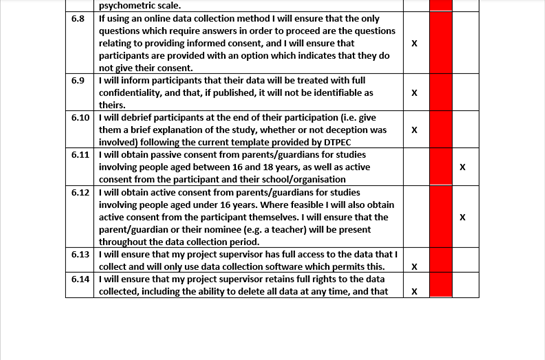 psychometric scale.
6.8 If using an online data collection method I will ensure that the only
questions which require answers in order to proceed are the questions
relating to providing informed consent, and I will ensure that
participants are provided with an option which indicates that they do
not give their consent.
X
6.9 I will inform participants that their data will be treated with full
confidentiality, and that, if published, it will not be identifiable as
theirs.
X
6.10 I will debrief participants at the end of their participation (i.e. give
them a brief explanation of the study, whether or not deception was
involved) following the current template provided by DTPEC
X
6.11 I will obtain passive consent from parents/guardians for studies
involving people aged between 16 and 18 years, as well as active
consent from the participant and their school/organisation
X
6.12 I will obtain active consent from parents/guardians for studies
involving people aged under 16 years. Where feasible I will also obtain
active consent from the participant themselves. I will ensure that the
parent/guardian or their nominee (e.g. a teacher) will be present
throughout the data collection period.
X
6.13 I will ensure that my project supervisor has full access to the data that I
collect and will only use data collection software which permits this.
X
6.14 I will ensure that my project supervisor retains full rights to the data
collected, including the ability to delete all data at any time, and that
X